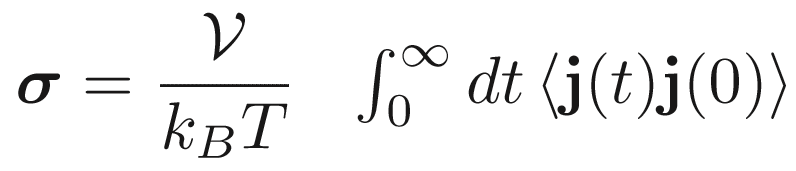 𝛔 = 𝒱 / k_B T ∫_0^∞ dt ⟨𝐣(t)𝐣(0)⟩